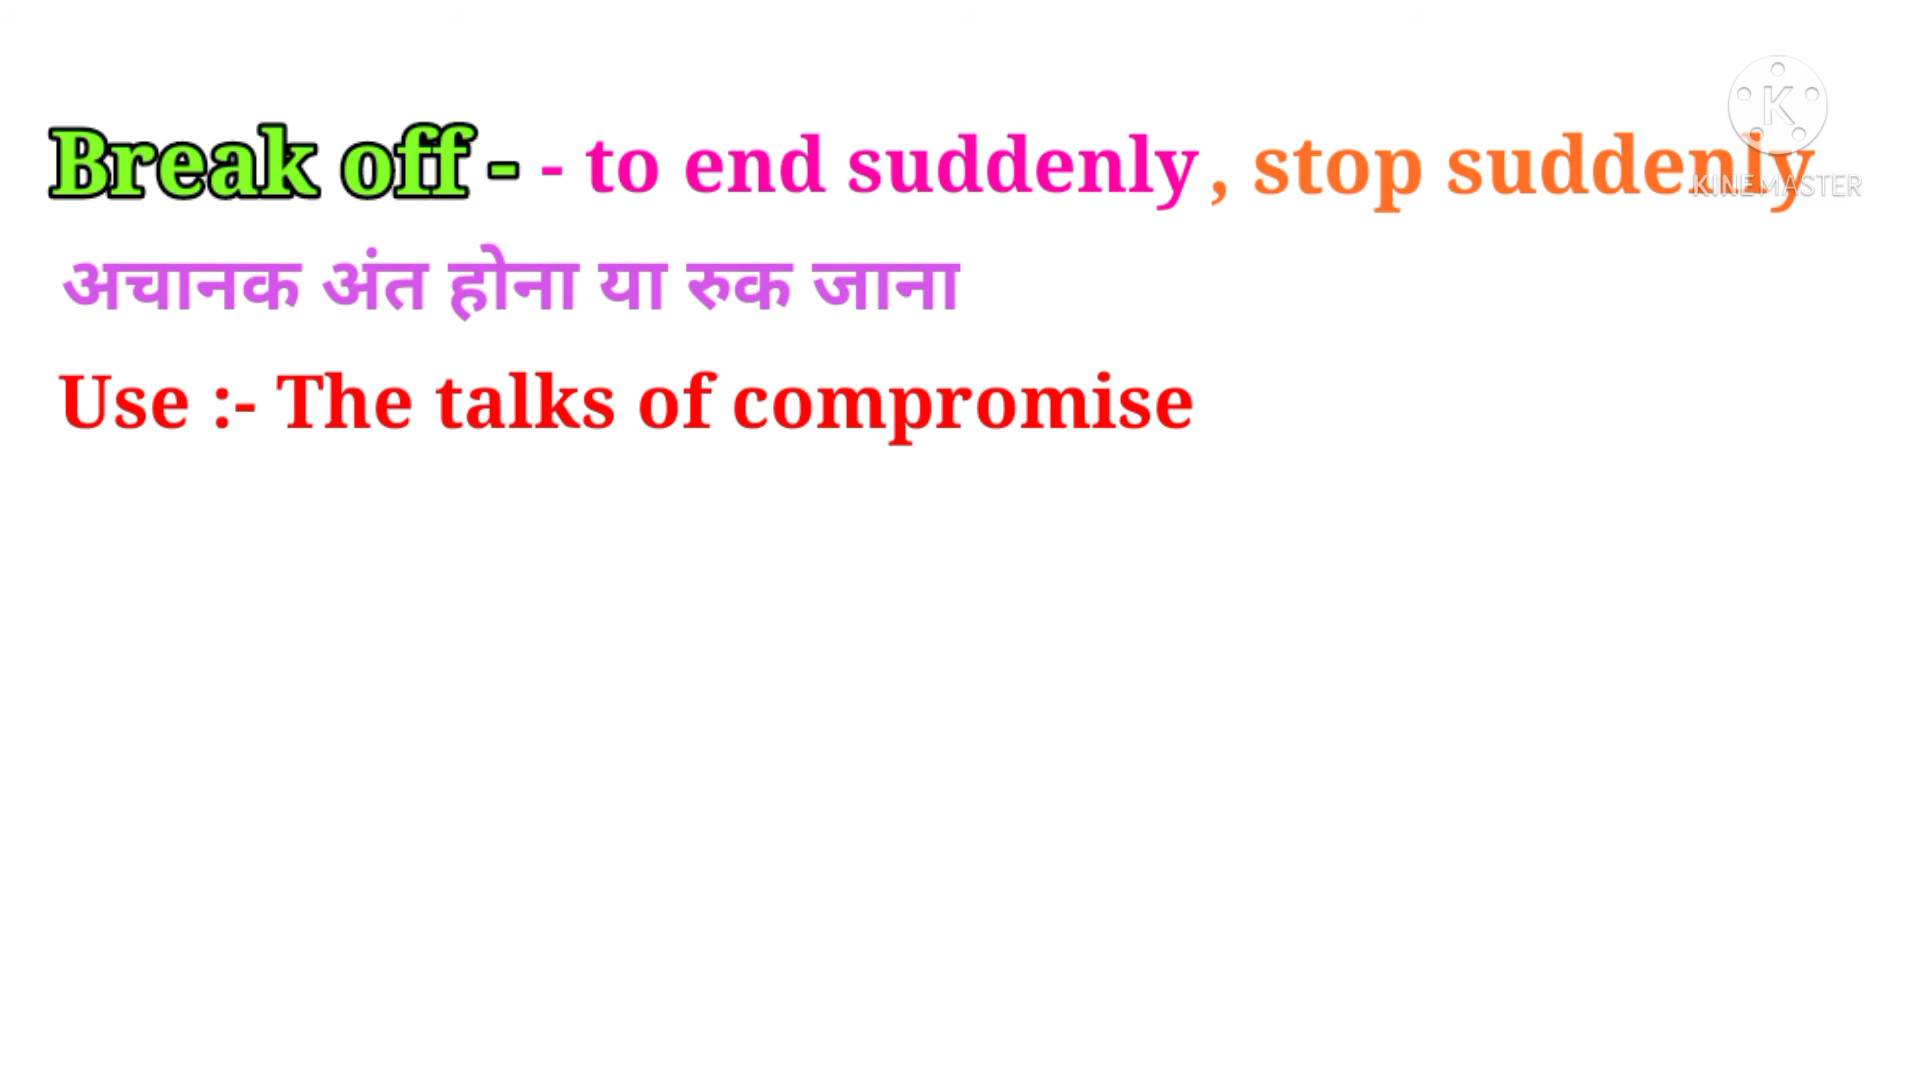 Break off - - to end suddenly, stop suddenly
अचानक अंत होना या रुक जाना
Use :- The talks of compromise
K
KINEMASTER